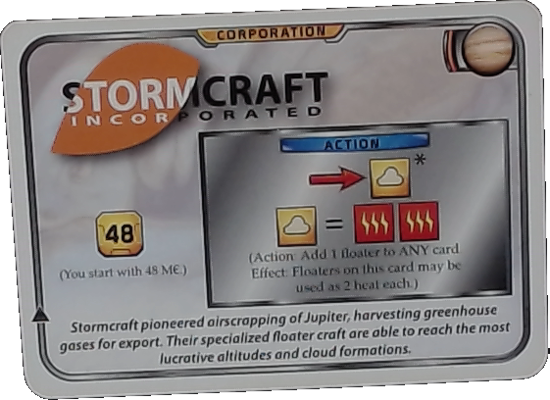 CORPORATION
STORMCRAFT
INCORPORATED
ACTION
*
=
48
(You start with 48 M€.)
(Action: Add 1 floater to ANY card.
Effect: Floaters on this card may be
used as 2 heat each.)
Stormcraft pioneered airscrapping of Jupiter, harvesting greenhouse
gases for export. Their specialized floater craft are able to reach the most
lucrative altitudes and cloud formations.